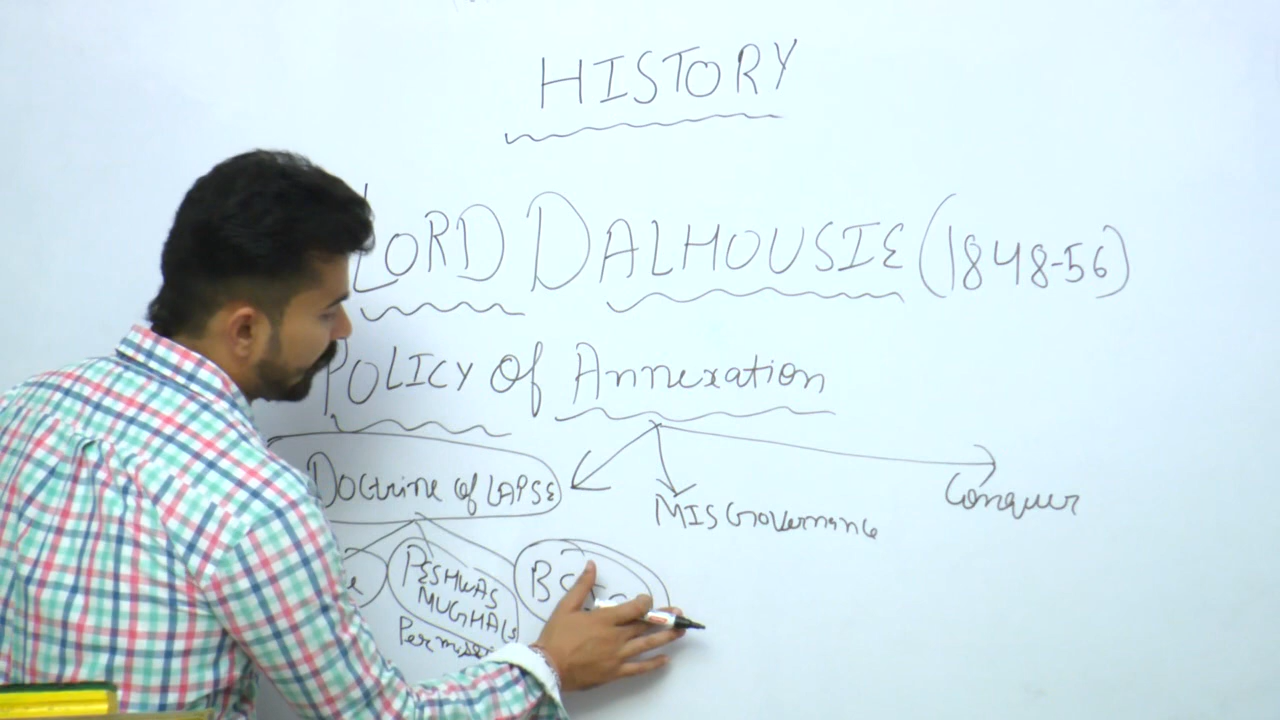 HISTORY
LORD DALHOUSIE (1848-56)
POLICY of Annexation
Doctrine of LAPSE
MISGovernance
Conquer
PESHWAS
MUGHALS